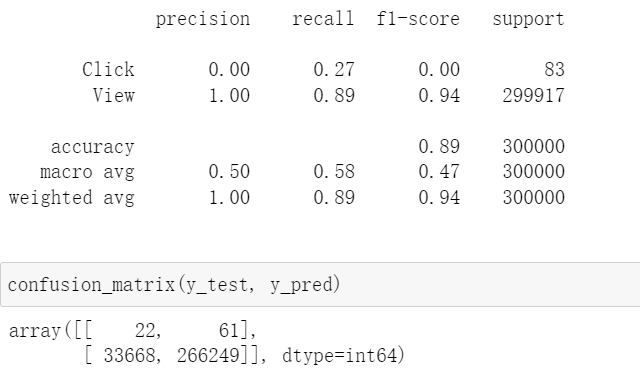 precision    recall  f1-score   support

       Click       0.00      0.27      0.00        83
        View       1.00      0.89      0.94    299917

    accuracy                           0.89    300000
   macro avg       0.50      0.58      0.47    300000
weighted avg       1.00      0.89      0.94    300000

confusion_matrix(y_test, y_pred)
array([[    22,     61],
       [ 33668, 266249]], dtype=int64)